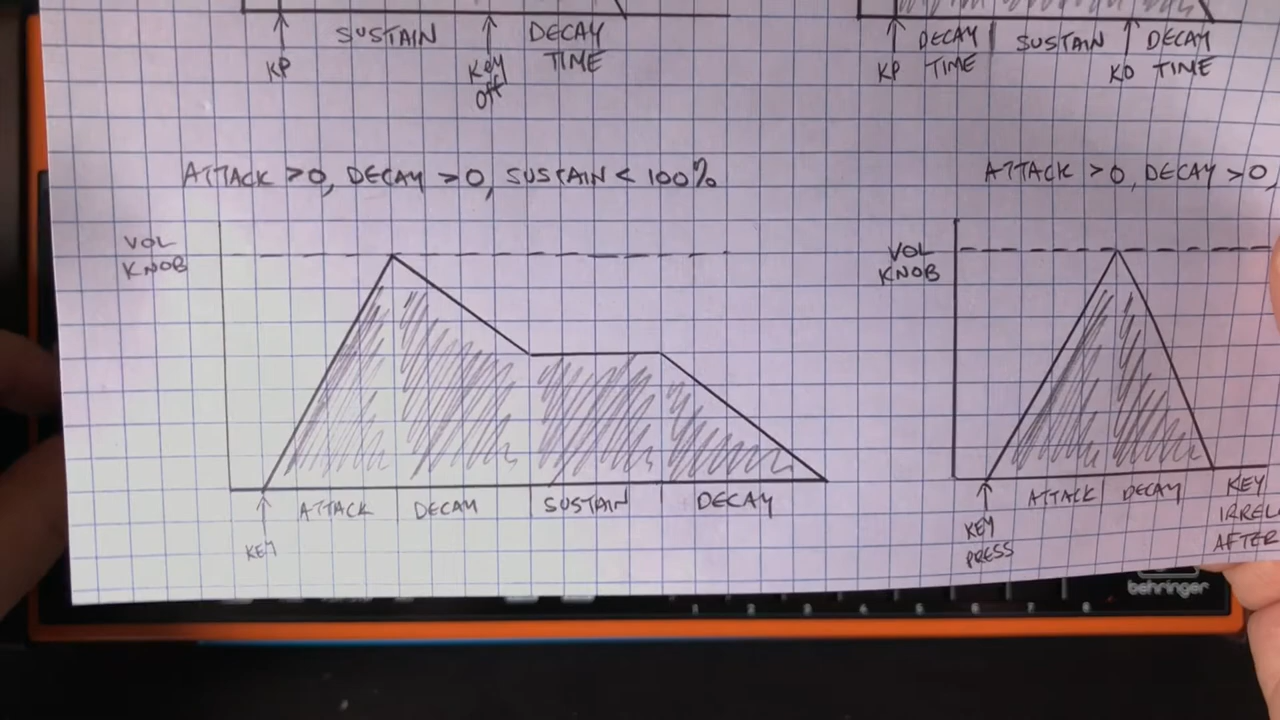 SUSTAIN
DECAY
TIME
KP
Key
Off
DECAY
TIME
SUSTAIN
DECAY
TIME
KP
KO
ATTACK >0, DECAY >0, SUSTAIN < 100%
VOL
KNOB
ATTACK
DECAY
SUSTAIN
DECAY
KEY
ATTACK >0, DECAY >0,
VOL
KNOB
ATTACK
DECAY
KEY
PRESS
KEY
IRREL
AFTER
behringer
1 2 3 4 5 6 7 8